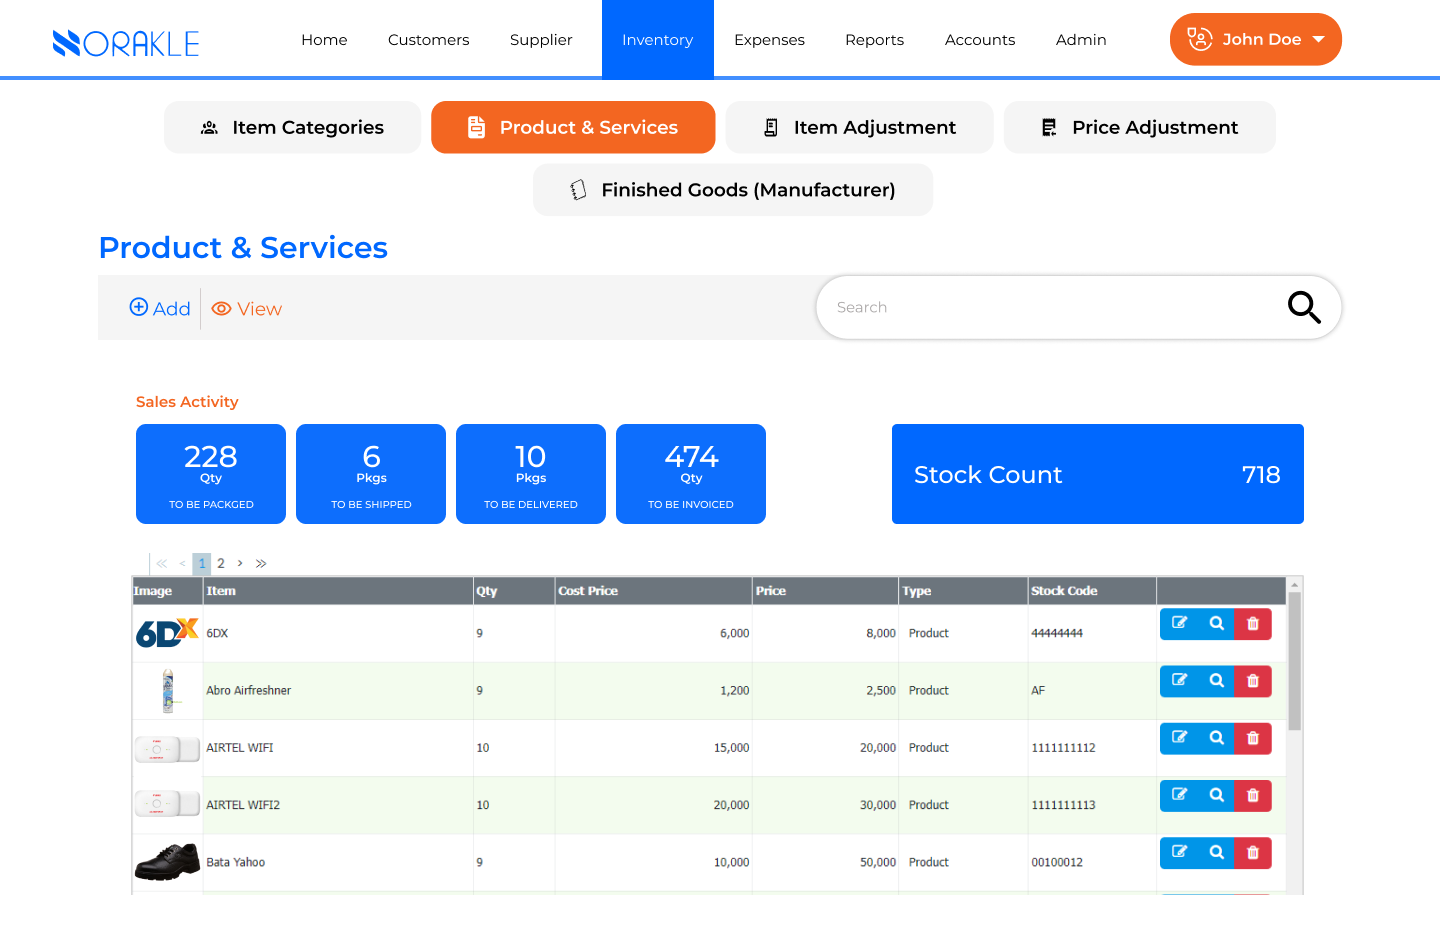 NORAKLE
Home Customers Supplier Inventory Expenses Reports Accounts Admin John Doe
Item Categories Product & Services Item Adjustment Price Adjustment
Finished Goods (Manufacturer)
Product & Services
Add View Search
Sales Activity
228 6 10 474
Qty Pkgs Pkgs Qty
TO BE PACKGED TO BE SHIPPED TO BE DELIVERED TO BE INVOICED
Stock Count 718
« < 1 2 > »
Image Item Qty Cost Price Price Type Stock Code
6DX 6DX 9 6,000 8,000 Product 44444444
Abro Airfreshner 9 1,200 2,500 Product AF
AIRTEL WIFI 10 15,000 20,000 Product 1111111112
AIRTEL WIFI2 10 20,000 30,000 Product 1111111113
Bata Yahoo 9 10,000 50,000 Product 00100012